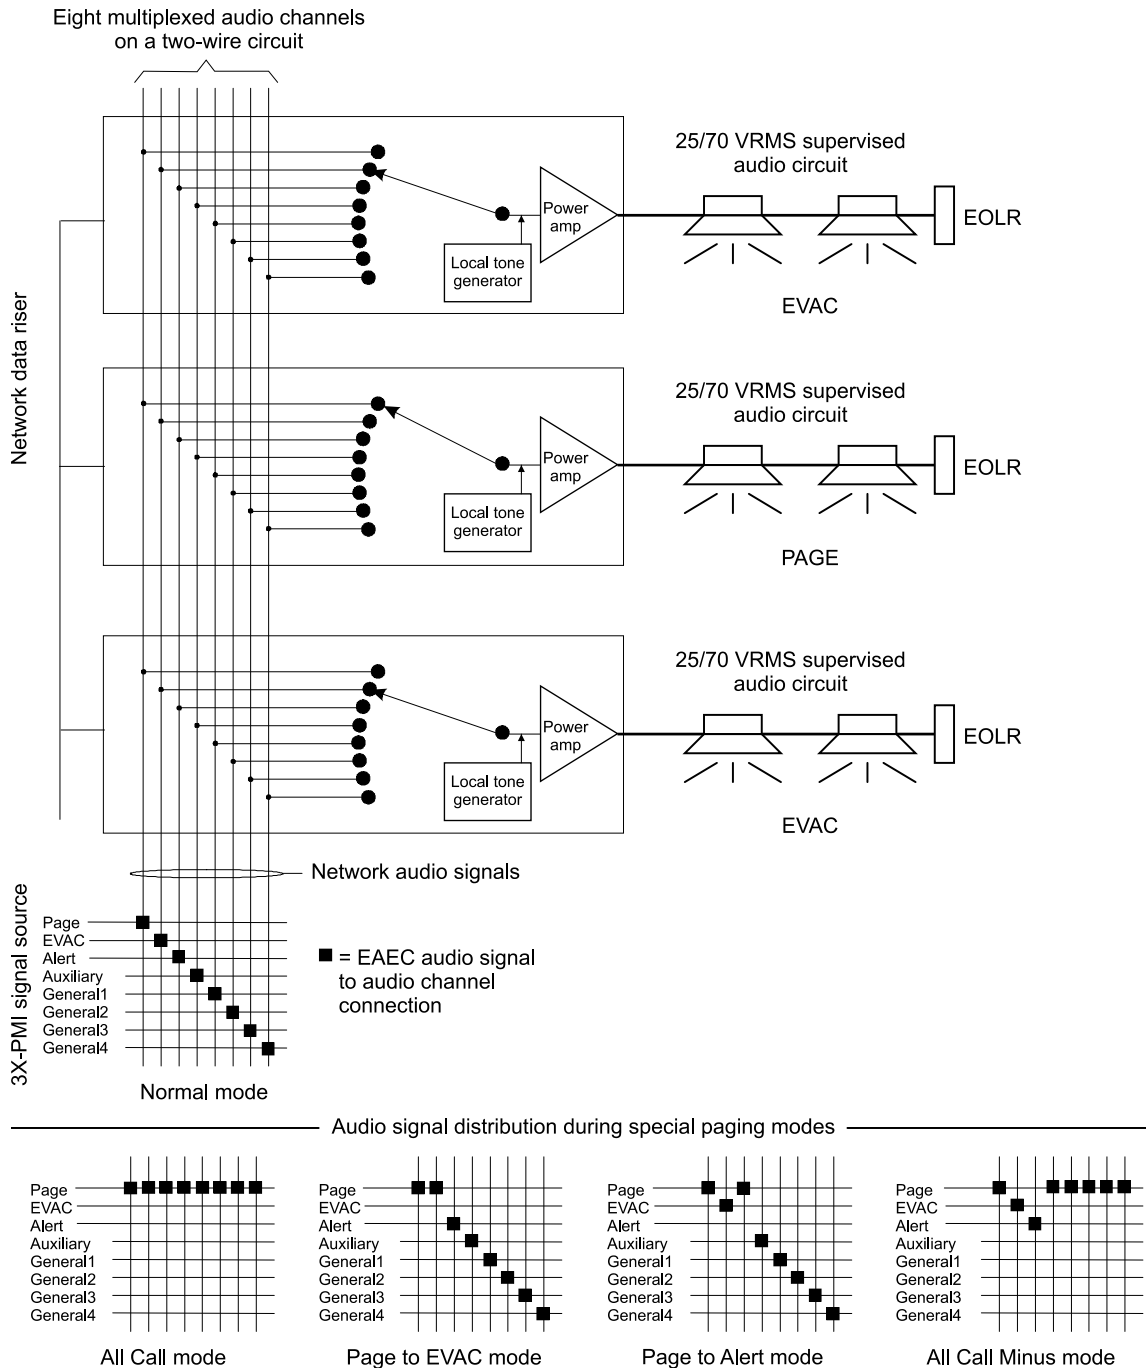 Eight multiplexed audio channels
on a two-wire circuit
25/70 VRMS supervised
audio circuit
Power
amp
Local tone
generator
EOLR
EVAC
Network data riser
25/70 VRMS supervised
audio circuit
Power
amp
Local tone
generator
EOLR
PAGE
25/70 VRMS supervised
audio circuit
Power
amp
Local tone
generator
EOLR
EVAC
Network audio signals
3X-PMI signal source
Page
EVAC
Alert
Auxiliary
General1
General2
General3
General4
= EAEC audio signal
to audio channel
connection
Normal mode
Audio signal distribution during special paging modes
Page
EVAC
Alert
Auxiliary
General1
General2
General3
General4
All Call mode
Page
EVAC
Alert
Auxiliary
General1
General2
General3
General4
Page to EVAC mode
Page
EVAC
Alert
Auxiliary
General1
General2
General3
General4
Page to Alert mode
Page
EVAC
Alert
Auxiliary
General1
General2
General3
General4
All Call Minus mode